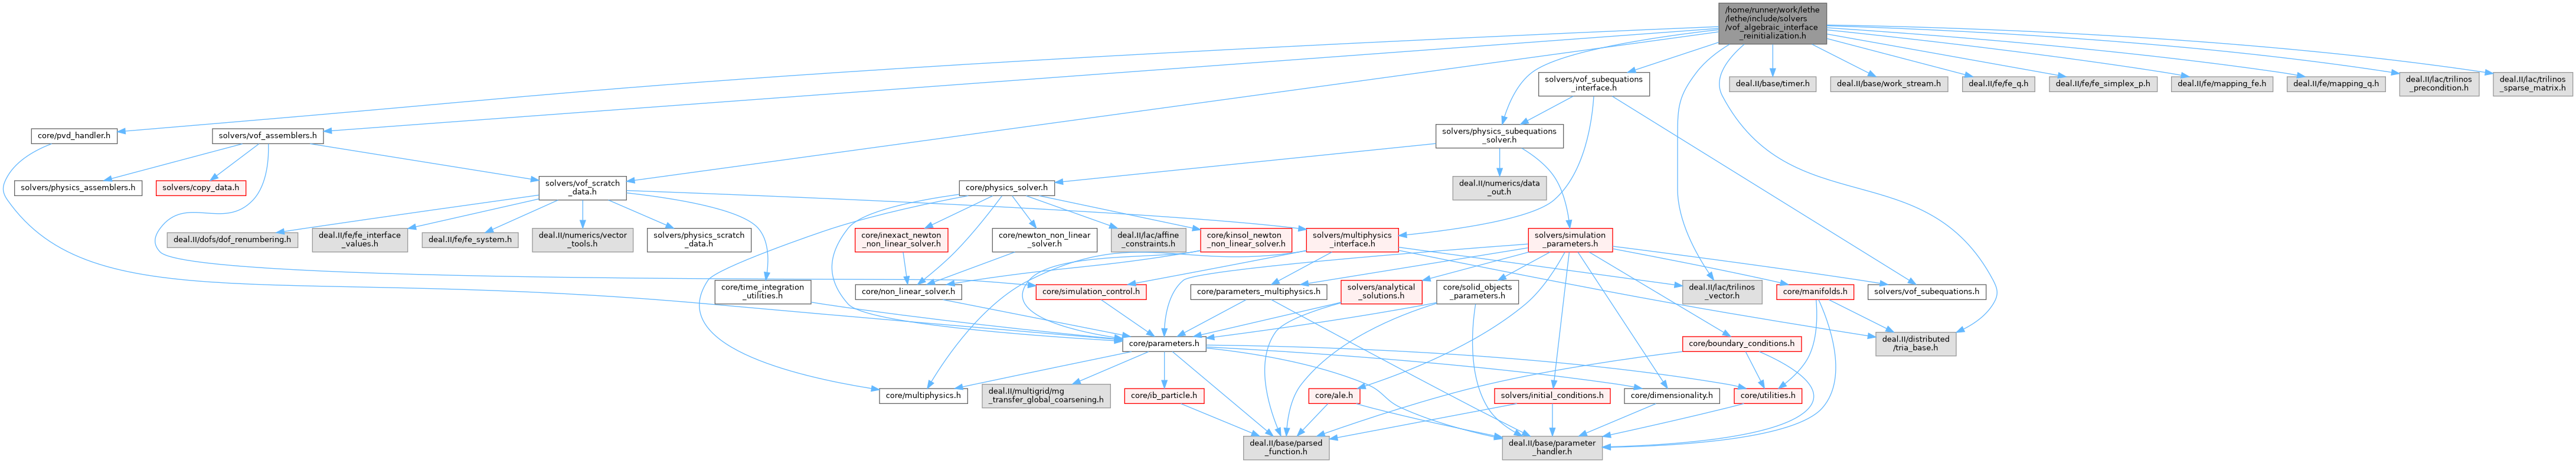 /home/runner/work/lethe
/lethe/include/solvers
/vof_algebraic_interface
_reinitialization.h
solvers/vof_subequations
_interface.h
deal.II/base/timer.h
deal.II/base/work_stream.h
deal.II/fe/fe_q.h
deal.II/fe/fe_simplex_p.h
deal.II/fe/mapping_fe.h
deal.II/fe/mapping_q.h
deal.II/lac/trilinos
_precondition.h
deal.II/lac/trilinos
_sparse_matrix.h
core/pvd_handler.h
solvers/vof_assemblers.h
solvers/physics_subequations
_solver.h
solvers/physics_assemblers.h
solvers/copy_data.h
solvers/vof_scratch
_data.h
core/physics_solver.h
deal.II/numerics/data
_out.h
deal.II/dofs/dof_renumbering.h
deal.II/fe/fe_interface
_values.h
deal.II/fe/fe_system.h
deal.II/numerics/vector
_tools.h
solvers/physics_scratch
_data.h
core/inexact_newton
_non_linear_solver.h
core/newton_non_linear
_solver.h
deal.II/lac/affine
_constraints.h
core/kinsol_newton
_non_linear_solver.h
solvers/multiphysics
_interface.h
solvers/simulation
_parameters.h
core/time_integration
_utilities.h
core/non_linear_solver.h
core/simulation_control.h
core/parameters_multiphysics.h
solvers/analytical
_solutions.h
core/solid_objects
_parameters.h
deal.II/lac/trilinos
_vector.h
core/manifolds.h
solvers/vof_subequations.h
core/parameters.h
core/boundary_conditions.h
deal.II/distributed
/tria_base.h
core/multiphysics.h
deal.II/multigrid/mg
_transfer_global_coarsening.h
core/ib_particle.h
core/ale.h
solvers/initial_conditions.h
core/dimensionality.h
core/utilities.h
deal.II/base/parsed
_function.h
deal.II/base/parameter
_handler.h